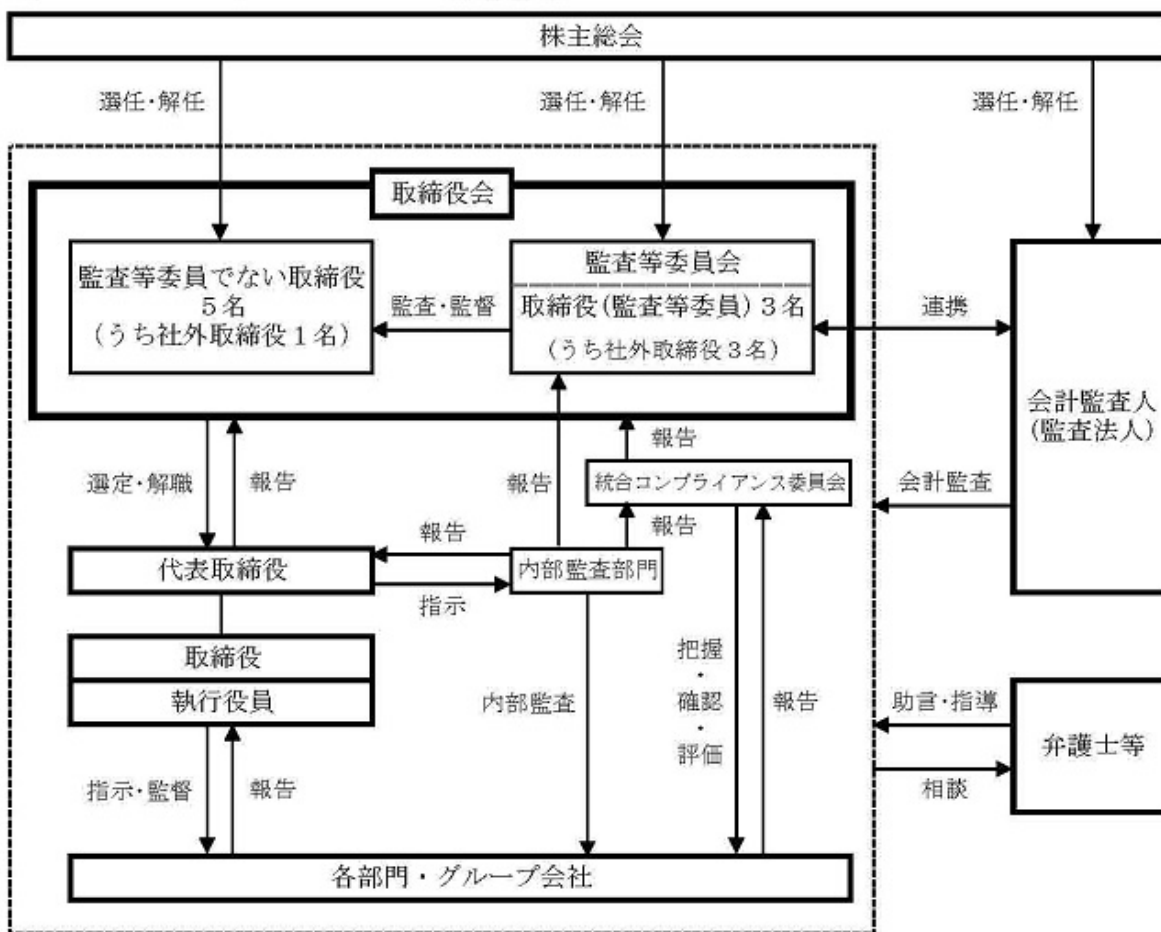 株主総会
選任・解任
選任・解任
選任・解任
取締役会
監査等委員でない取締役
5名
(うち社外取締役1名)
監査・監督
監査等委員会
取締役(監査等委員)3名
(うち社外取締役3名)
連携
会計監査人
(監査法人)
選定・解職
報告
報告
報告
統合コンプライアンス委員会
会計監査
報告
報告
代表取締役
内部監査部門
指示
取締役
執行役員
内部監査
把握
・
確認
・
評価
報告
助言・指導
弁護士等
相談
指示・監督
報告
各部門・グループ会社